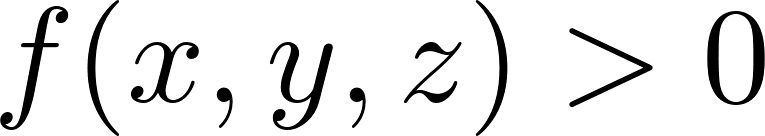 f(x, y, z) > 0